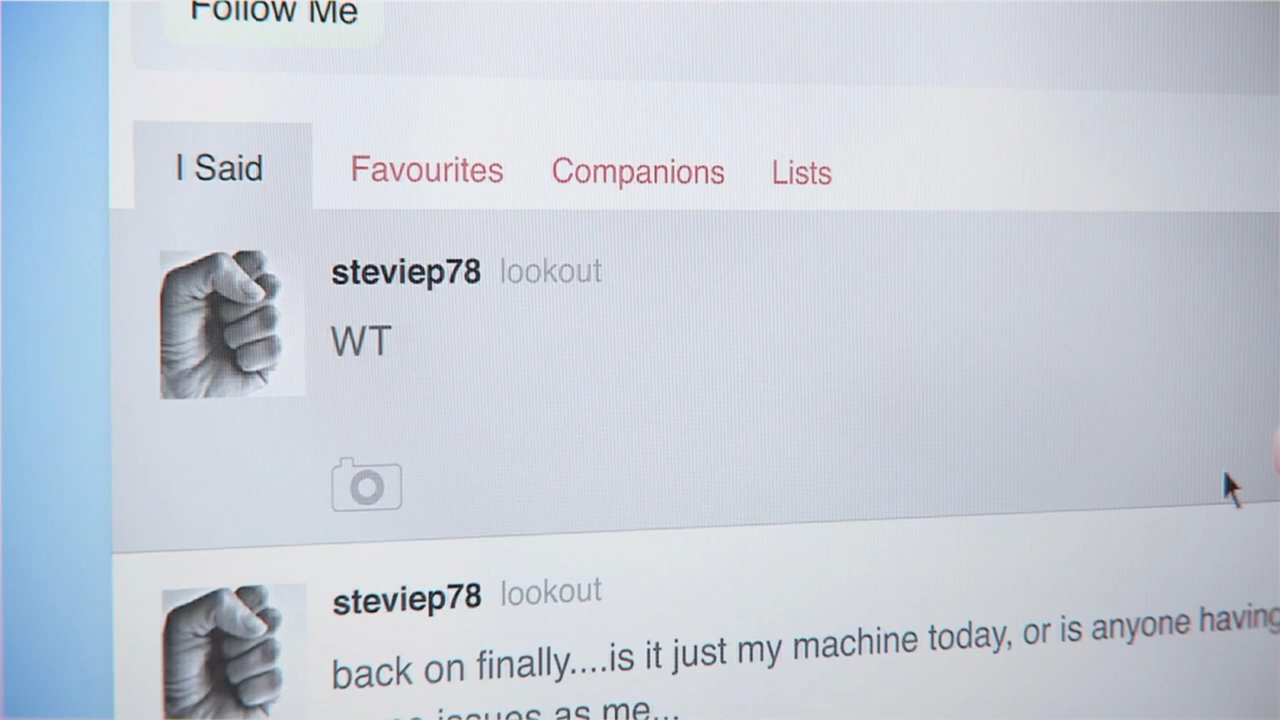 Follow Me
I Said Favourites Companions Lists
steviep78 lookout
WT
steviep78 lookout
back on finally....is it just my machine today, or is anyone having
issues as me...